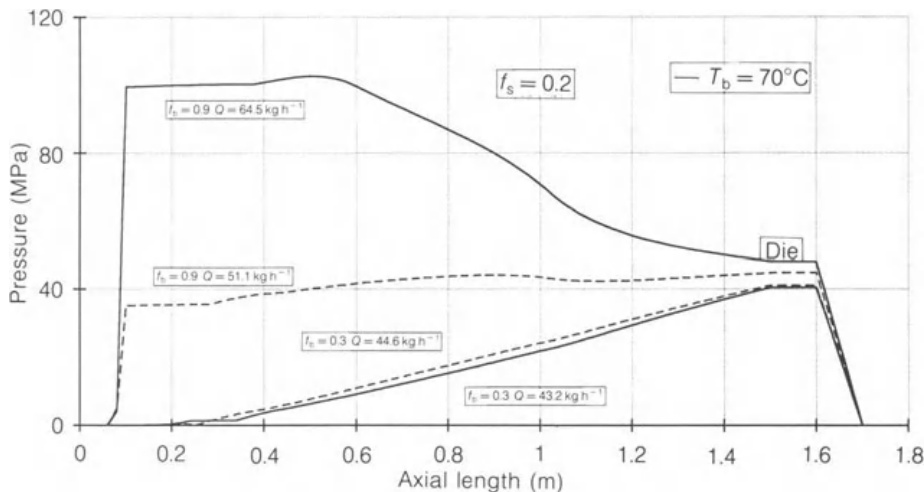 120
80
40
0
Pressure (MPa)
f_s = 0.2
— T_b = 70°C
f_b = 0.9 Q = 64.5 kg h⁻¹
f_b = 0.9 Q = 51.1 kg h⁻¹
f_b = 0.3 Q = 44.6 kg h⁻¹
f_b = 0.3 Q = 43.2 kg h⁻¹
Die
0 0.2 0.4 0.6 0.8 1.0 1.2 1.4 1.6 1.8
Axial length (m)